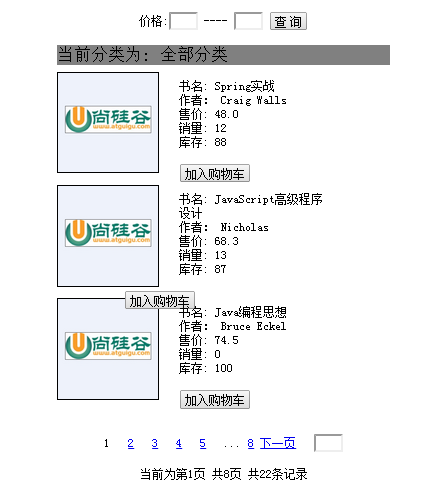 价格: ---- 查询
当前分类为: 全部分类
尚硅谷
www.atguigu.com
书名: Spring实战
作者: Craig Walls
售价: 48.0
销量: 12
库存: 88
加入购物车
尚硅谷
www.atguigu.com
书名: JavaScript高级程序
设计
作者: Nicholas
售价: 68.3
销量: 13
库存: 87
加入购物车
尚硅谷
www.atguigu.com
书名: Java编程思想
作者: Bruce Eckel
售价: 74.5
销量: 0
库存: 100
加入购物车
1 2 3 4 5 ... 8 下一页
当前为第1页 共8页 共22条记录